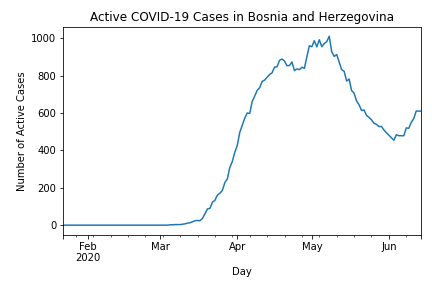 Active COVID-19 Cases in Bosnia and Herzegovina
Number of Active Cases
1000
800
600
400
200
0
Feb Mar Apr May Jun
2020
Day